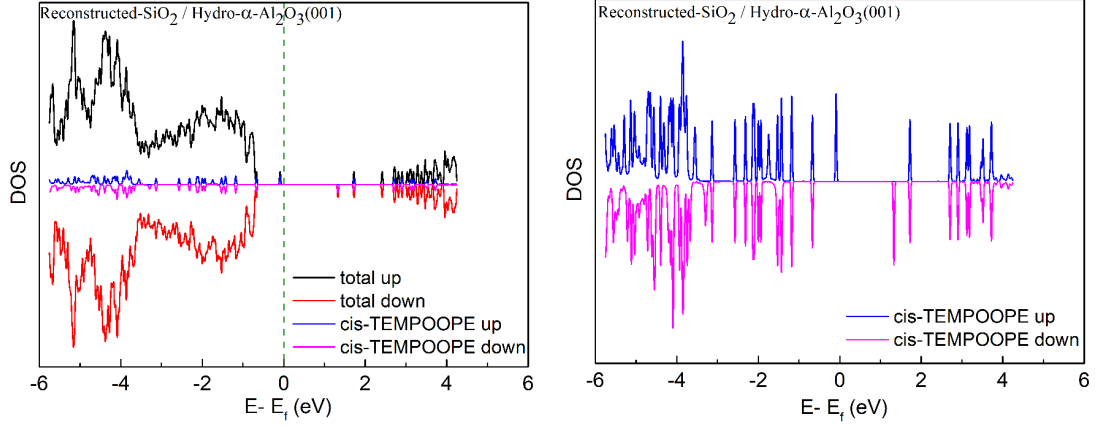 Reconstructed-SiO2 / Hydro-α-Al2O3(001)
DOS
total up
total down
cis-TEMPOOPE up
cis-TEMPOOPE down
-6 -4 -2 0 2 4 6
E- Ef (eV)
Reconstructed-SiO2 / Hydro-α-Al2O3(001)
DOS
cis-TEMPOOPE up
cis-TEMPOOPE down
-6 -4 -2 0 2 4 6
E- Ef (eV)